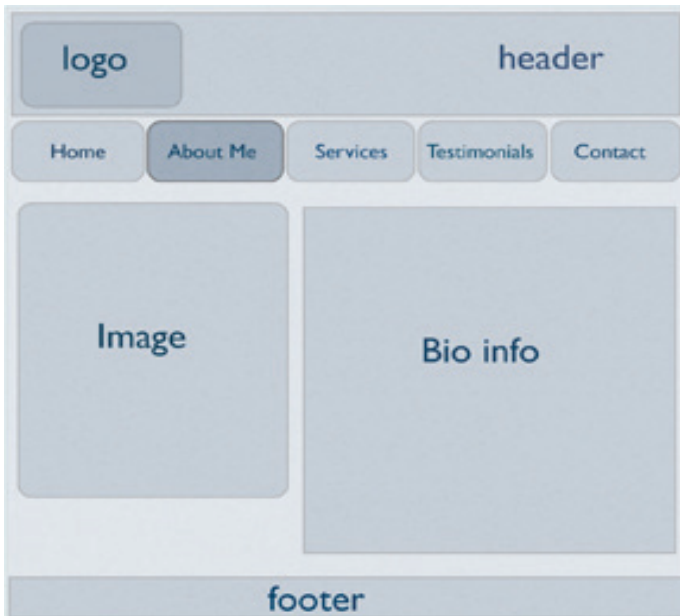 logo
header
Home
About Me
Services
Testimonials
Contact
Image
Bio info
footer